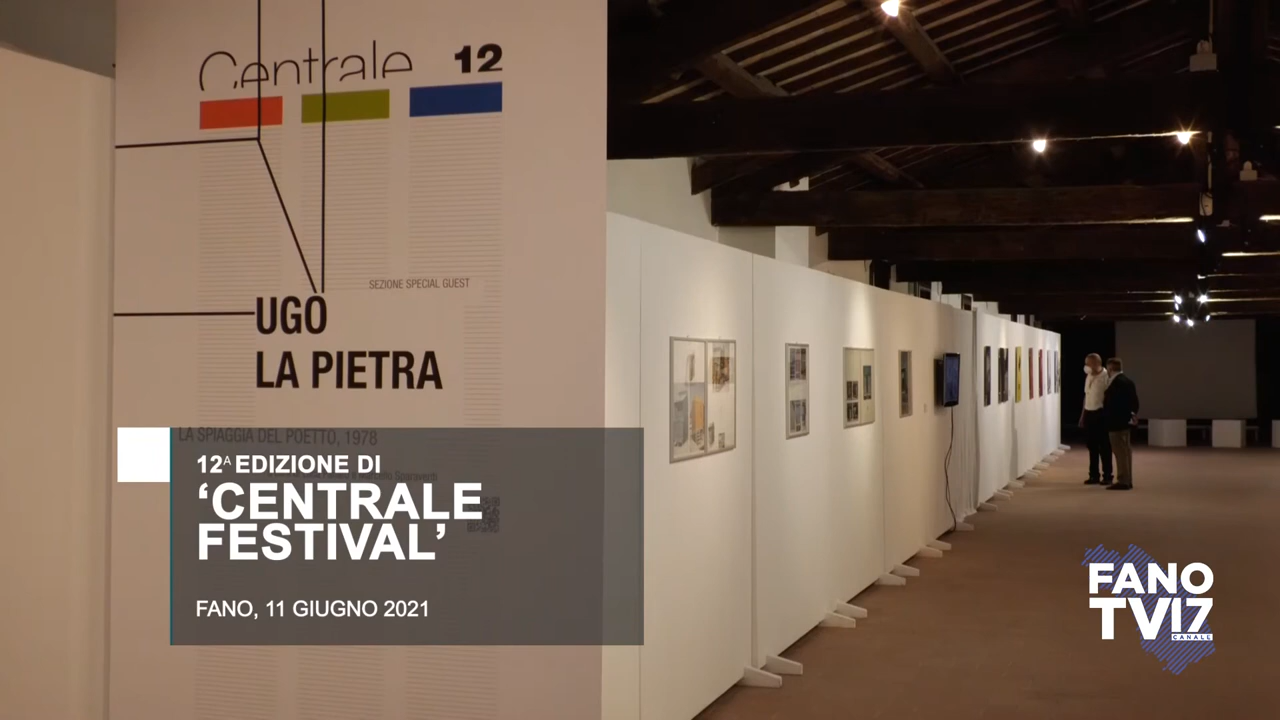 Centrale 12
SEZIONE SPECIAL GUEST
UGO
LA PIETRA
LA SPIAGGIA DEL POETTO, 1978
12A EDIZIONE DI
‘CENTRALE
FESTIVAL’
FANO, 11 GIUGNO 2021
FANO
TV17
CANALE